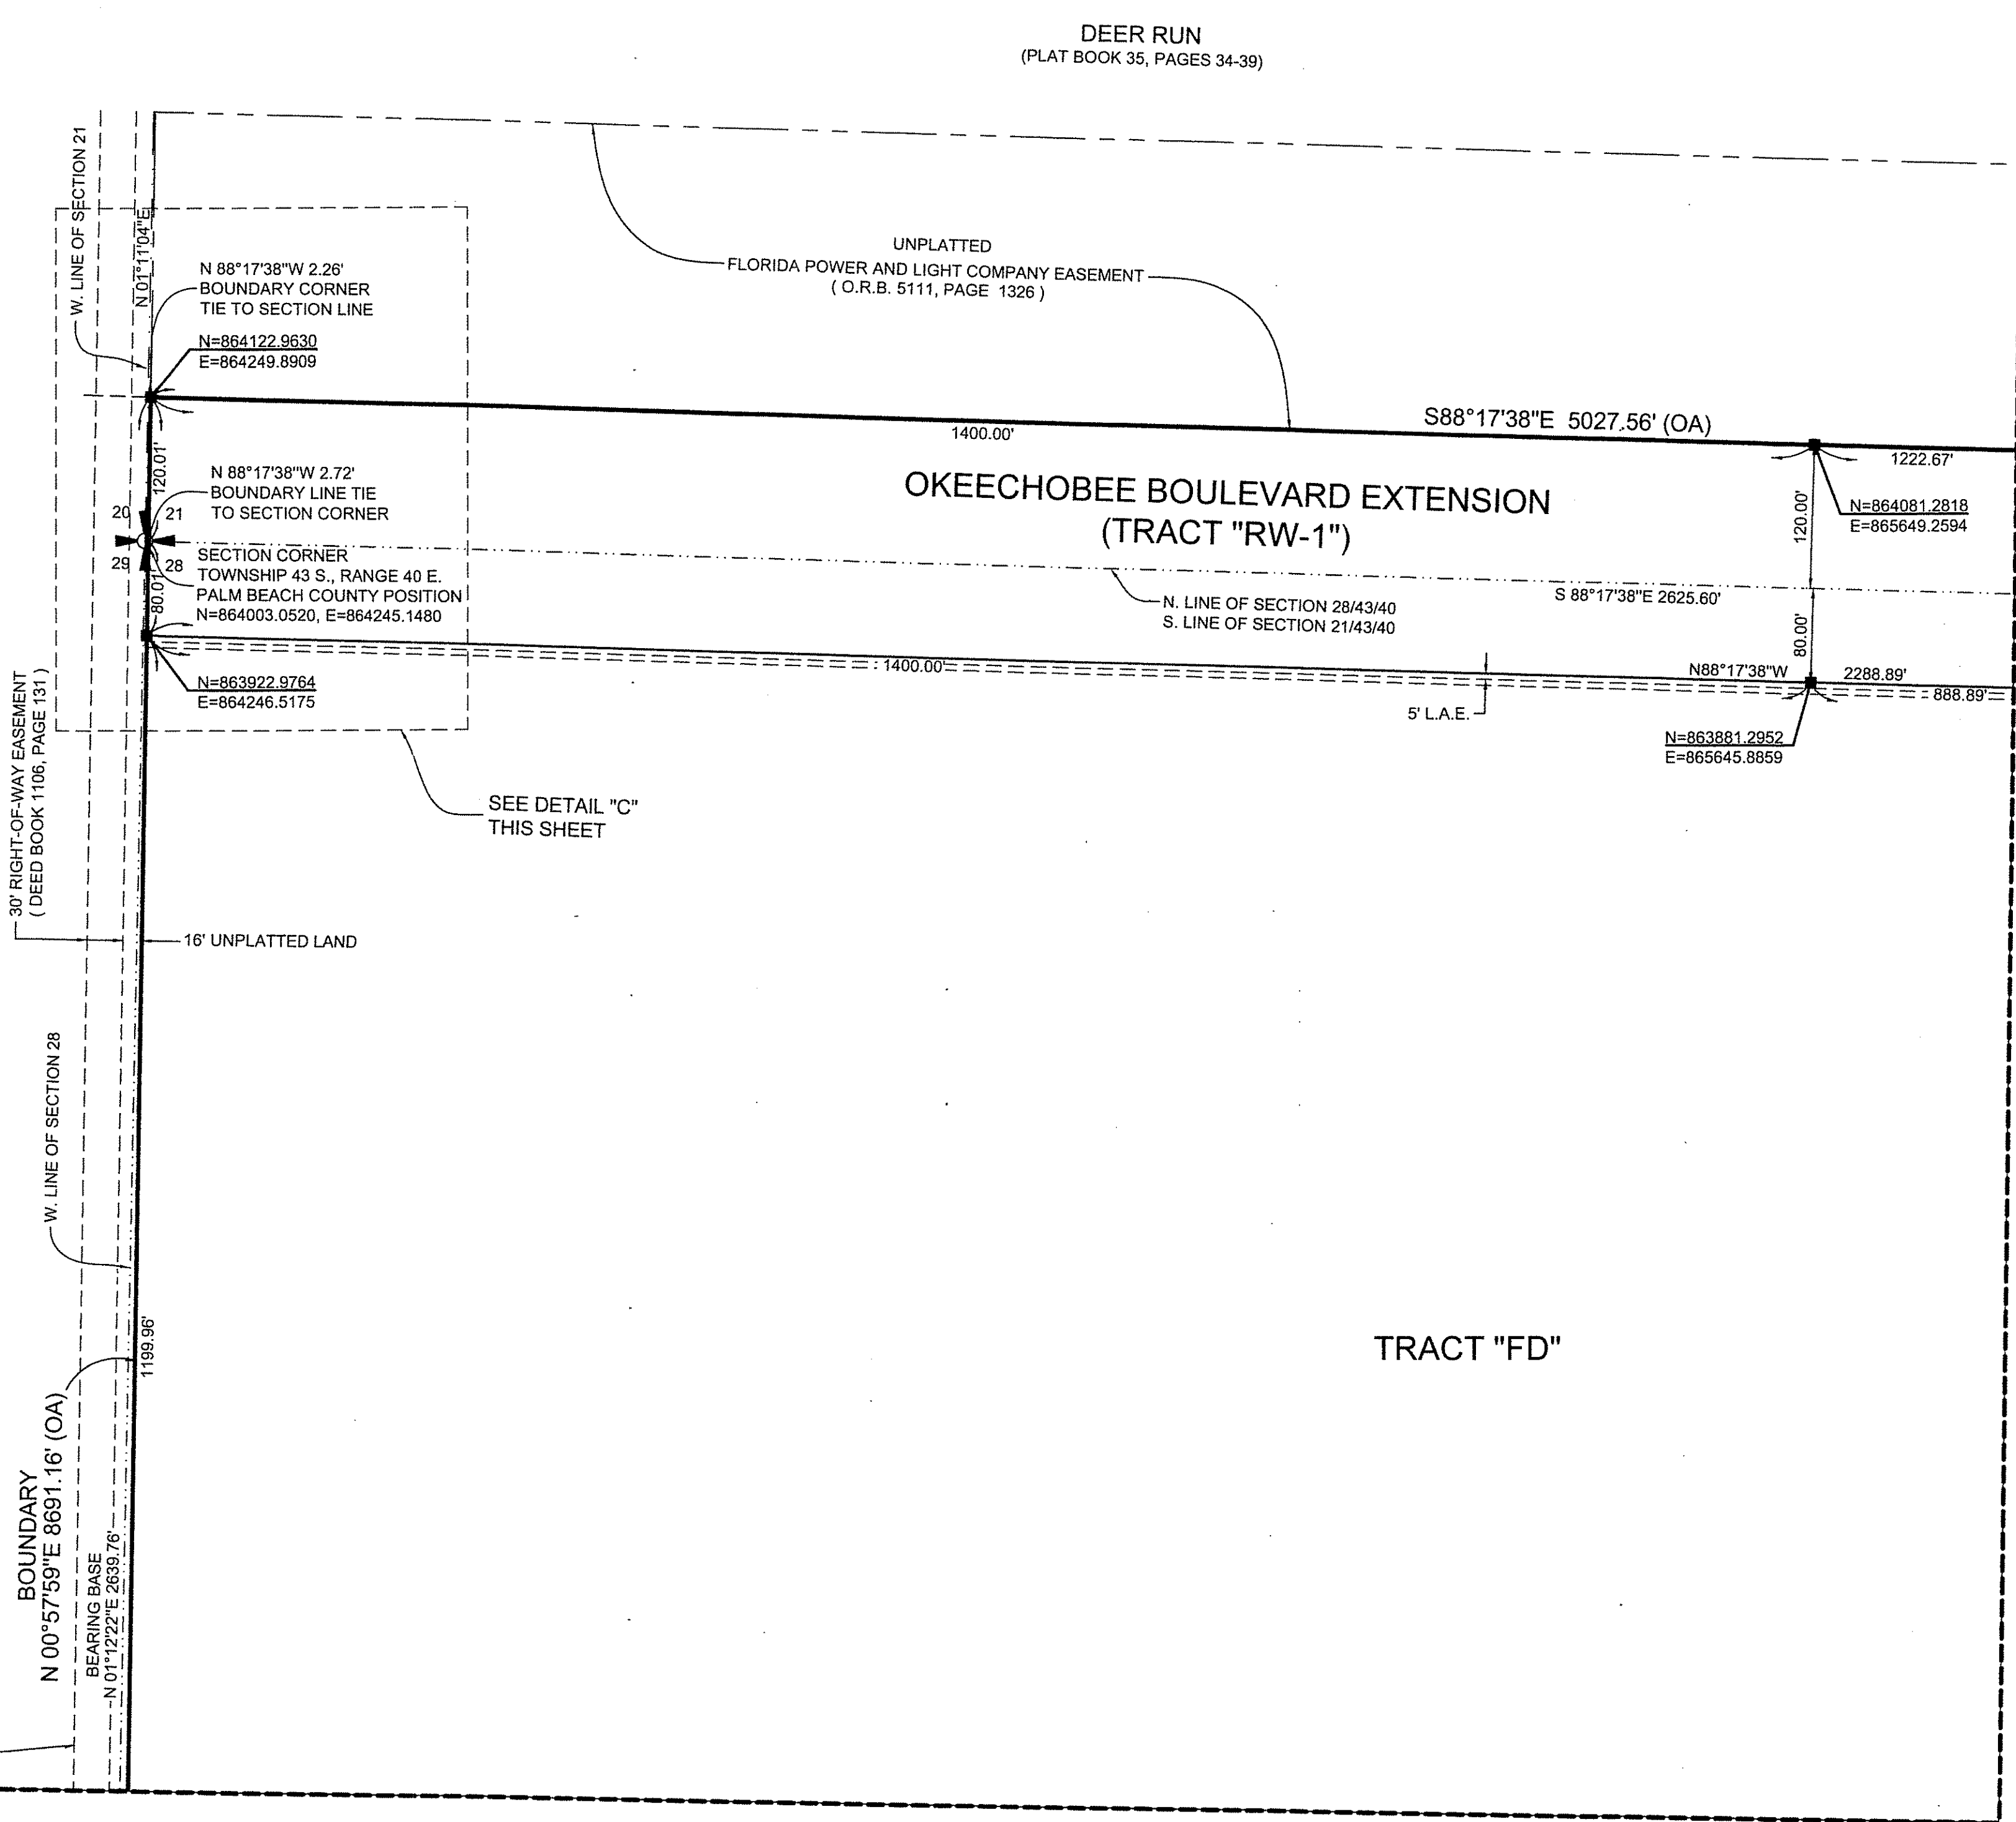 DEER RUN
(PLAT BOOK 35, PAGES 34-39)
W. LINE OF SECTION 21
N 01°11'04"E
N 88°17'38"W 2.26'
BOUNDARY CORNER
TIE TO SECTION LINE
N=864122.9630
E=864249.8909
UNPLATTED
FLORIDA POWER AND LIGHT COMPANY EASEMENT
( O.R.B. 5111, PAGE 1326 )
1400.00'
S88°17'38"E 5027.56' (OA)
1222.67'
120.01'
N 88°17'38"W 2.72'
BOUNDARY LINE TIE
TO SECTION CORNER
20
21
29
28
OKEECHOBEE BOULEVARD EXTENSION
(TRACT "RW-1")
120.00'
N=864081.2818
E=865649.2594
SECTION CORNER
TOWNSHIP 43 S., RANGE 40 E.
PALM BEACH COUNTY POSITION
N=864003.0520, E=864245.1480
80.01'
N. LINE OF SECTION 28/43/40
S. LINE OF SECTION 21/43/40
S 88°17'38"E 2625.60'
80.00'
N=863922.9764
E=864246.5175
1400.00'
N88°17'38"W
2288.89'
888.89'
5' L.A.E.
N=863881.2952
E=865645.8859
30' RIGHT-OF-WAY EASEMENT
( DEED BOOK 1106, PAGE 131 )
SEE DETAIL "C"
THIS SHEET
16' UNPLATTED LAND
W. LINE OF SECTION 28
1199.96'
TRACT "FD"
BOUNDARY
N 00°57'59"E 8691.16' (OA)
BEARING BASE
N 01°12'22"E 2639.76'